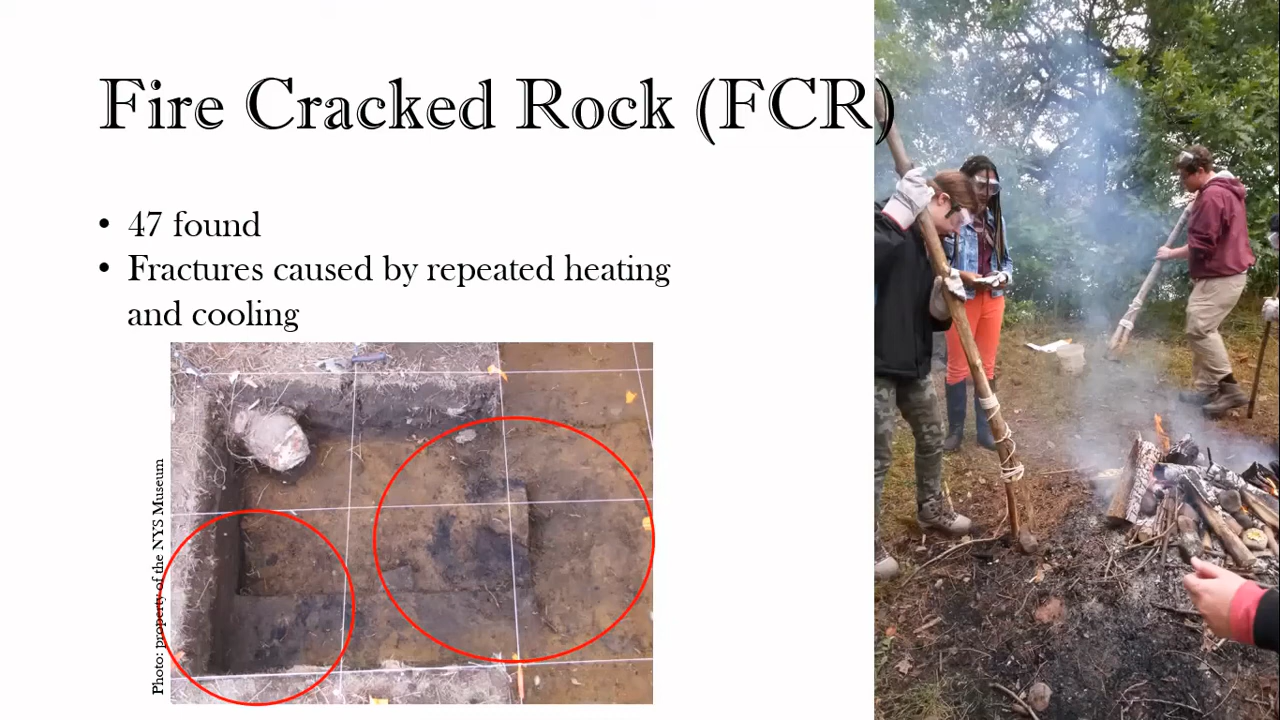 Fire Cracked Rock (FCR)
• 47 found
• Fractures caused by repeated heating
and cooling
Photo: property of the NYS Museum